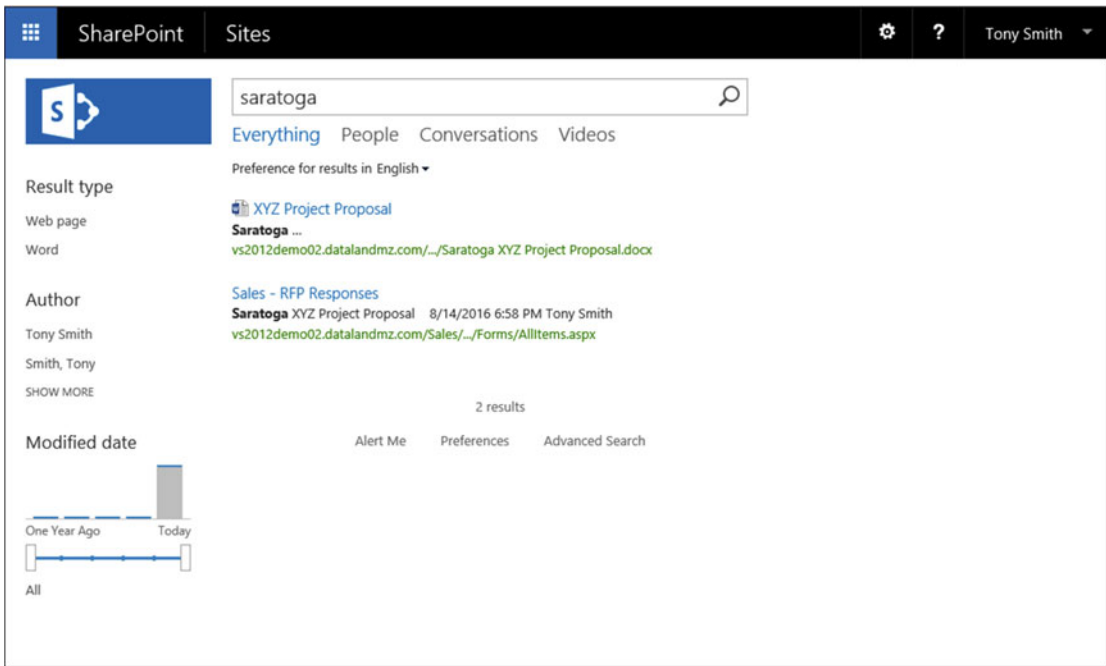 SharePoint Sites ? Tony Smith
S
saratoga
Everything People Conversations Videos
Preference for results in English
Result type
Web page
Word
Author
Tony Smith
Smith, Tony
SHOW MORE
Modified date
One Year Ago Today
All
XYZ Project Proposal
Saratoga ...
vs2012demo02.datalandmz.com/.../Saratoga XYZ Project Proposal.docx
Sales - RFP Responses
Saratoga XYZ Project Proposal 8/14/2016 6:58 PM Tony Smith
vs2012demo02.datalandmz.com/Sales/.../Forms/AllItems.aspx
2 results
Alert Me Preferences Advanced Search